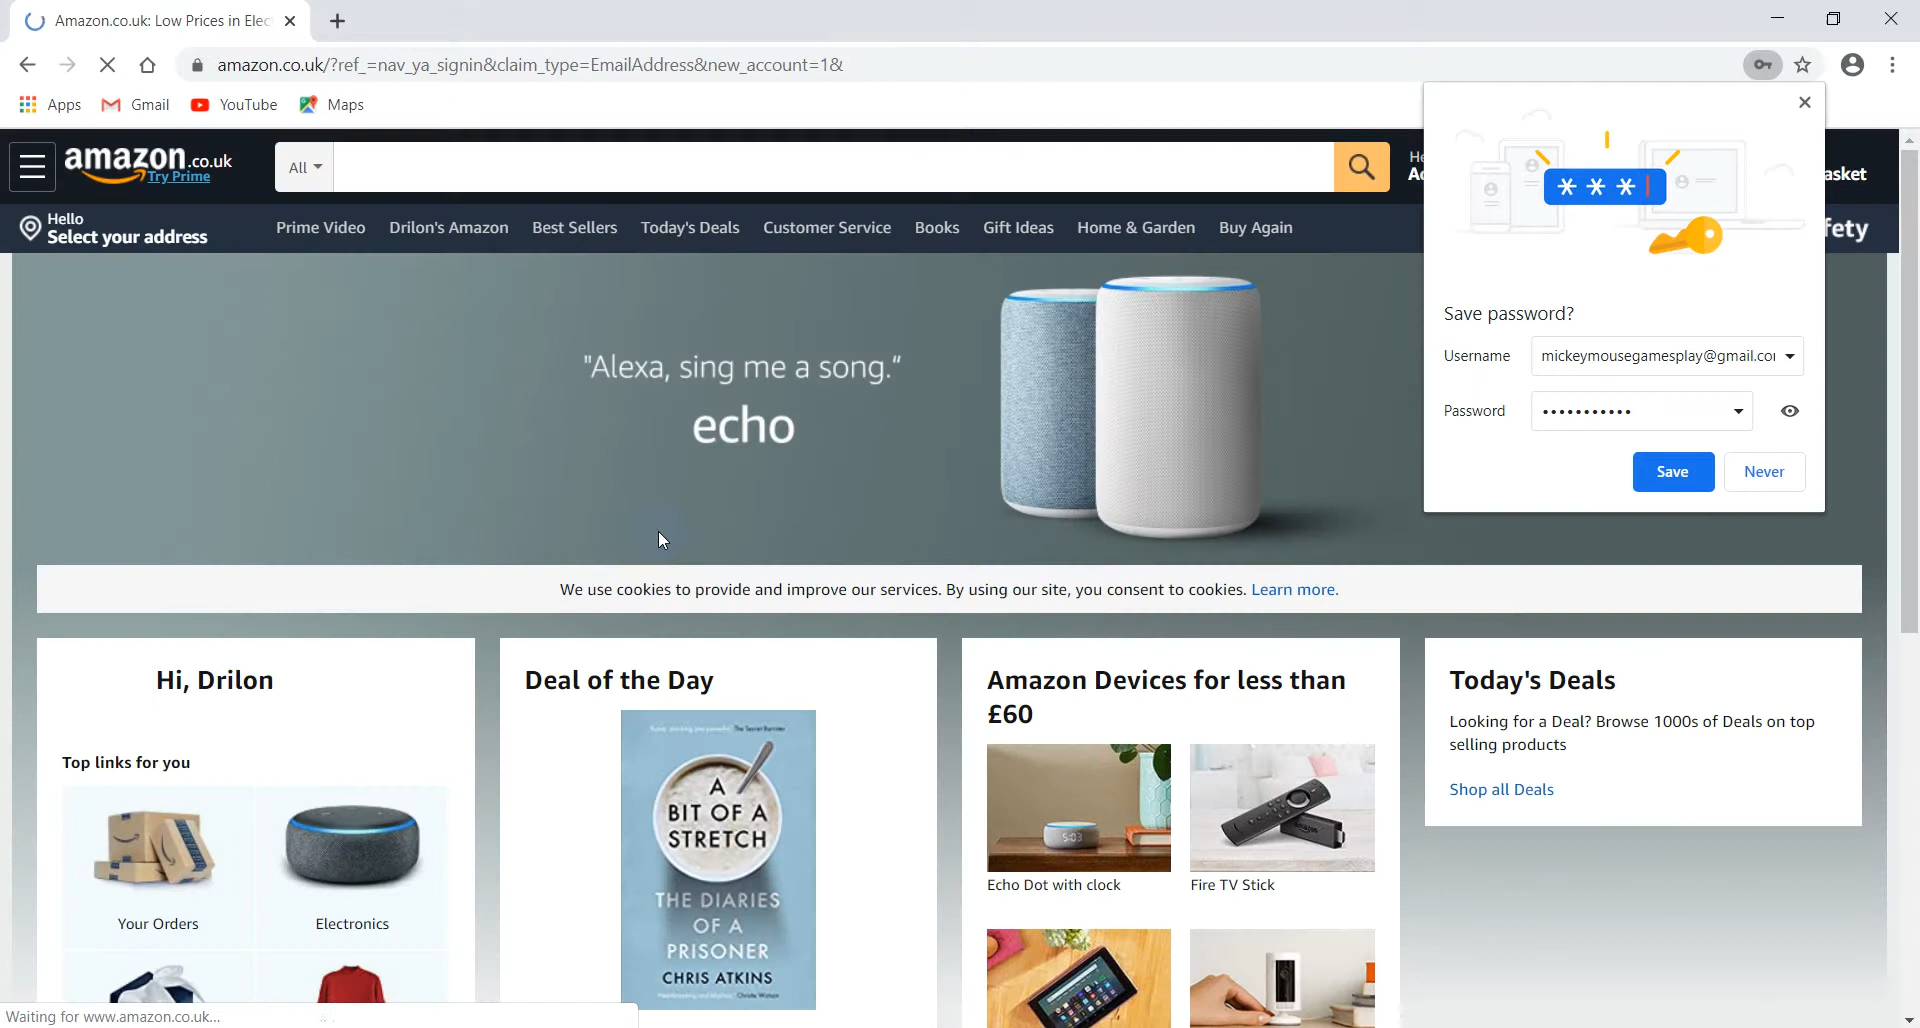 Amazon.co.uk: Low Prices in Elec
amazon.co.uk/?ref_=nav_ya_signin&claim_type=EmailAddress&new_account=1&
Apps Gmail YouTube Maps
amazon.co.uk
Try Prime
All
He
Ac
asket
Hello
Select your address
Prime Video Drilon's Amazon Best Sellers Today's Deals Customer Service Books Gift Ideas Home & Garden Buy Again
fety
* * *
Save password?
Username mickeymousegamesplay@gmail.co
Password •••••••••••
Save Never
"Alexa, sing me a song."
echo
We use cookies to provide and improve our services. By using our site, you consent to cookies. Learn more.
Hi, Drilon
Top links for you
Your Orders Electronics
Deal of the Day
A
BIT OF A
STRETCH
THE DIARIES
OF A
PRISONER
CHRIS ATKINS
Amazon Devices for less than
£60
5:03
Echo Dot with clock Fire TV Stick
Today's Deals
Looking for a Deal? Browse 1000s of Deals on top
selling products
Shop all Deals
Waiting for www.amazon.co.uk...